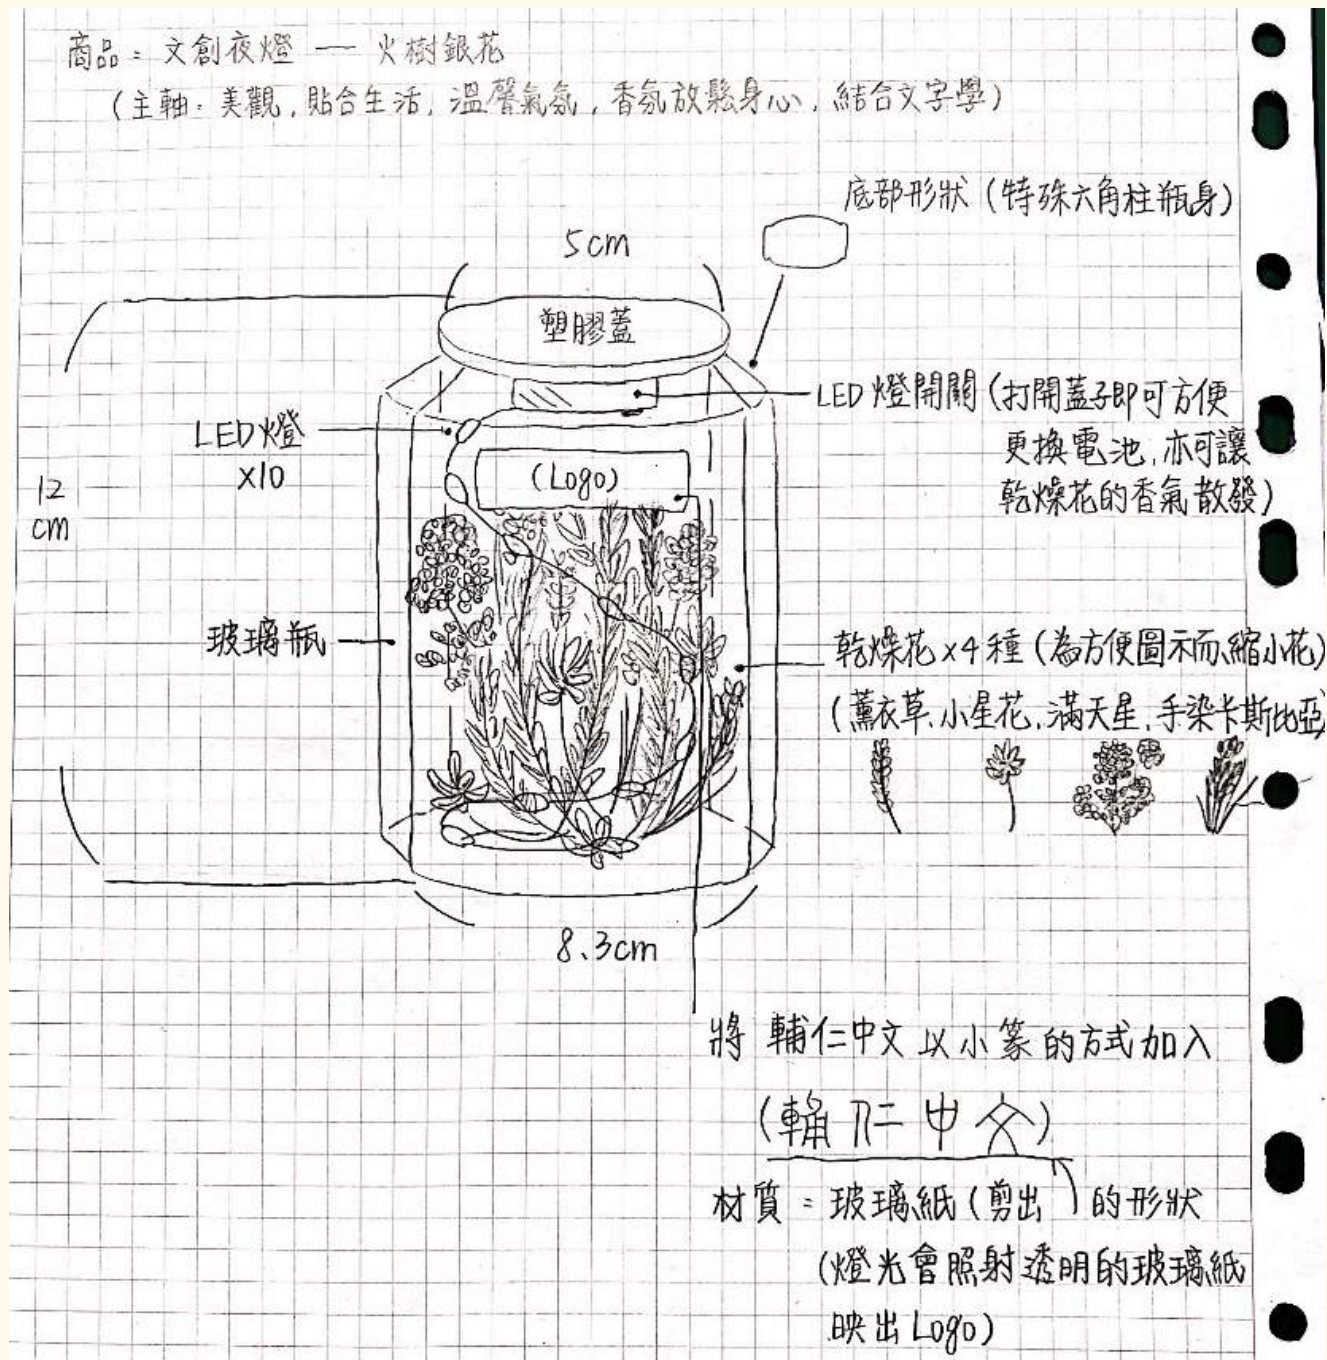 商品：文創夜燈 — 火樹銀花
(主軸：美觀，貼合生活，溫馨氣氛，香氛放鬆身心，結合文字學)
底部形狀 (特殊六角柱瓶身)
5cm
塑膠蓋
LED燈開關 (打開蓋子即可方便
更換電池，亦可讓
乾燥花的香氣散發)
LED燈
X10
(Logo)
12
cm
玻璃瓶
乾燥花x4種 (為方便圖示而縮小花)
(薰衣草、小星花、滿天星、手染卡斯比亞)
8.3cm
將 輔仁中文 以小篆的方式加入
(輔仁中文)
材質：玻璃紙 (剪出 的形狀
(燈光會照射透明的玻璃紙
映出Logo)